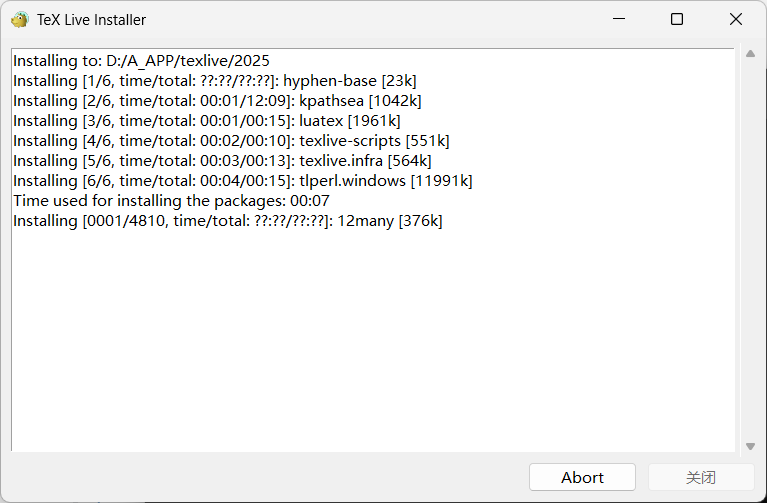 TeX Live Installer
Installing to: D:/A_APP/texlive/2025
Installing [1/6, time/total: ??:??/??:??]: hyphen-base [23k]
Installing [2/6, time/total: 00:01/12:09]: kpathsea [1042k]
Installing [3/6, time/total: 00:01/00:15]: luatex [1961k]
Installing [4/6, time/total: 00:02/00:10]: texlive-scripts [551k]
Installing [5/6, time/total: 00:03/00:13]: texlive.infra [564k]
Installing [6/6, time/total: 00:04/00:15]: tlperl.windows [11991k]
Time used for installing the packages: 00:07
Installing [0001/4810, time/total: ??:??/??:??]: 12many [376k]
Abort
关闭